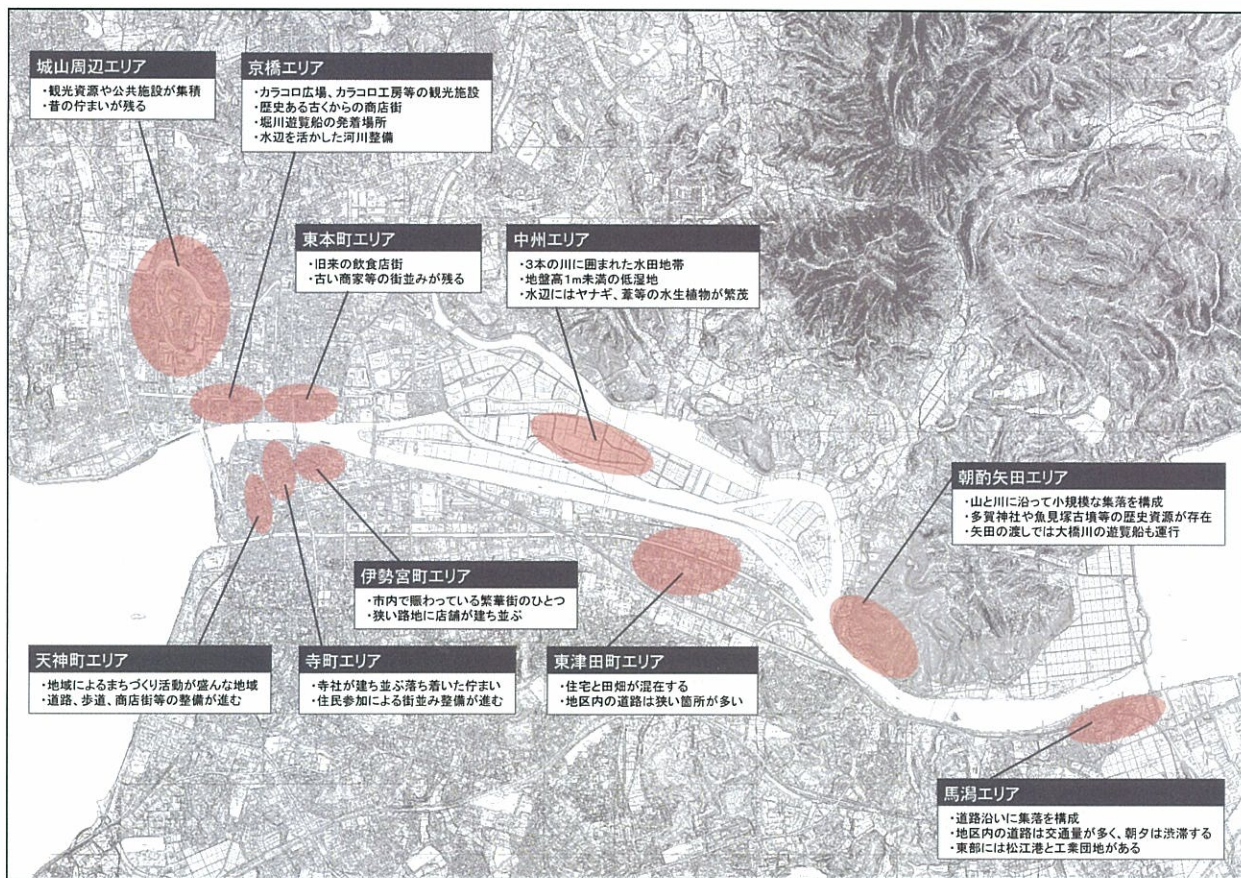 城山周辺エリア
・観光資源や公共施設が集積
・昔の佇まいが残る
京橋エリア
・カラコロ広場、カラコロ工房等の観光施設
・歴史ある古くからの商店街
・堀川遊覧船の発着場所
・水辺を活かした河川整備
東本町エリア
・旧来の飲食店街
・古い商家等の街並みが残る
中州エリア
・3本の川に囲まれた水田地帯
・地盤高1m未満の低湿地
・水辺にはヤナギ、葦等の水生植物が繁茂
朝酌矢田エリア
・山と川に沿って小規模な集落を構成
・多賀神社や魚見塚古墳等の歴史資源が存在
・矢田の渡しでは大橋川の遊覧船も運行
伊勢宮町エリア
・市内で賑わっている繁華街のひとつ
・狭い路地に店舗が建ち並ぶ
天神町エリア
・地域によるまちづくり活動が盛んな地域
・道路、歩道、商店街等の整備が進む
寺町エリア
・寺社が建ち並ぶ落ち着いた佇まい
・住民参加による街並み整備が進む
東津田町エリア
・住宅と田畑が混在する
・地区内の道路は狭い箇所が多い
馬潟エリア
・道路沿いに集落を構成
・地区内の道路は交通量が多く、朝夕は渋滞する
・東部には松江港と工業団地がある